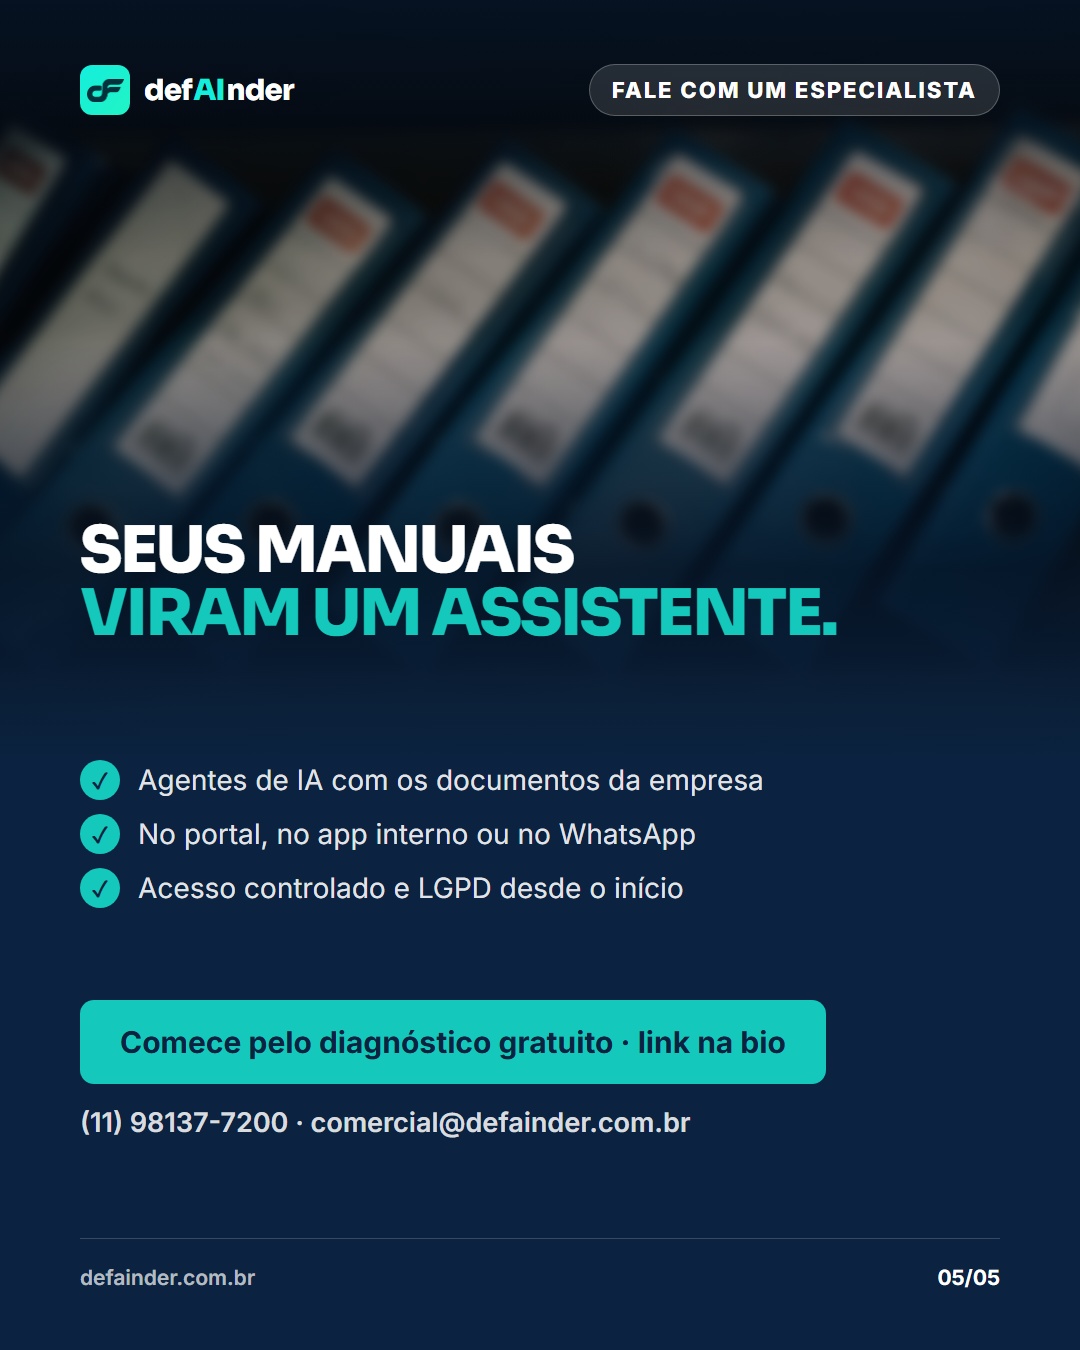 defAInder
FALE COM UM ESPECIALISTA
SEUS MANUAIS
VIRAM UM ASSISTENTE.
Agentes de IA com os documentos da empresa
No portal, no app interno ou no WhatsApp
Acesso controlado e LGPD desde o início
Comece pelo diagnóstico gratuito · link na bio
(11) 98137-7200 · comercial@defainder.com.br
defainder.com.br
05/05